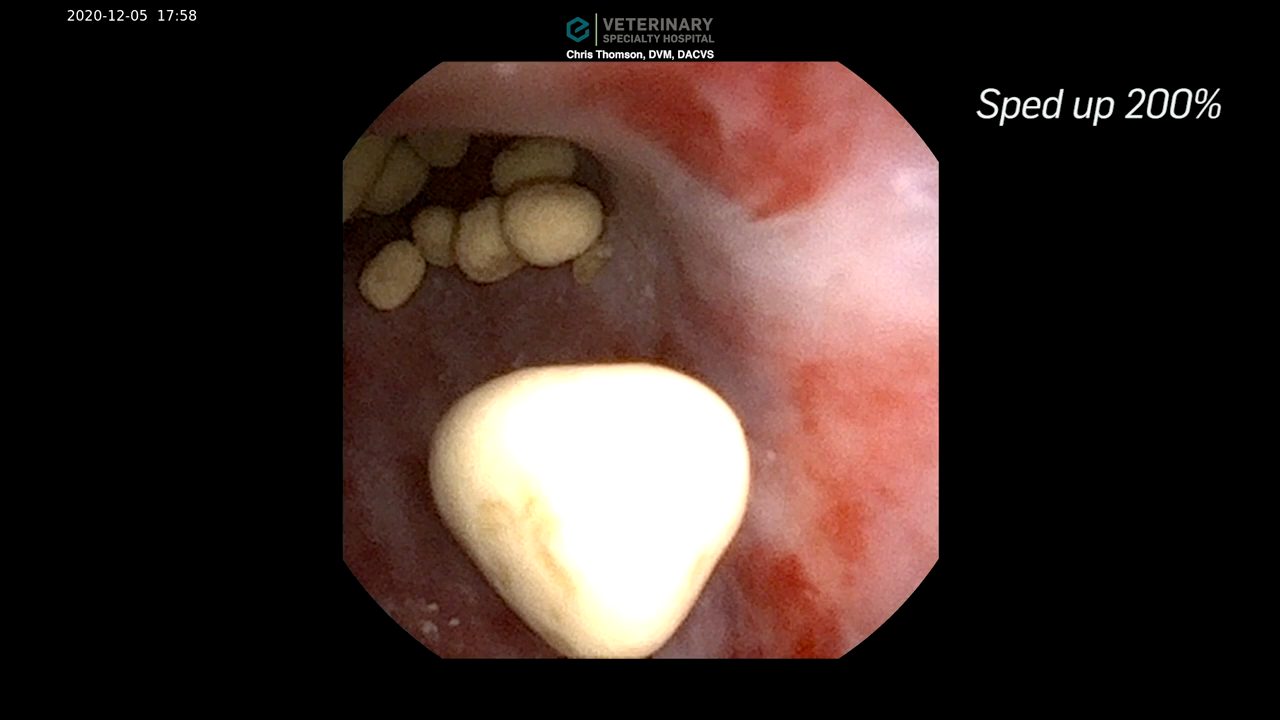 2020-12-05 17:58
VETERINARY
SPECIALTY HOSPITAL
Chris Thomson, DVM, DACVS
Sped up 200%